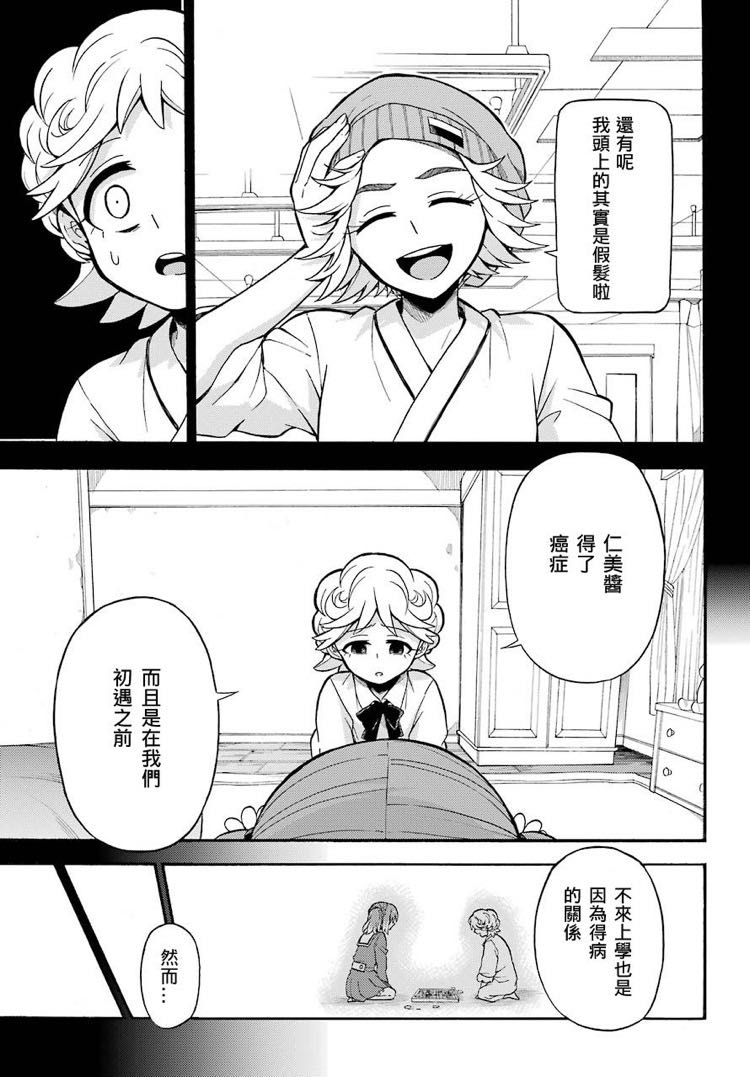 還有呢
我頭上的其實是假髮啦
仁美醬
得了
癌症
而且是在我們
初遇之前
不來上學也是
因為得病
的關係
然而…